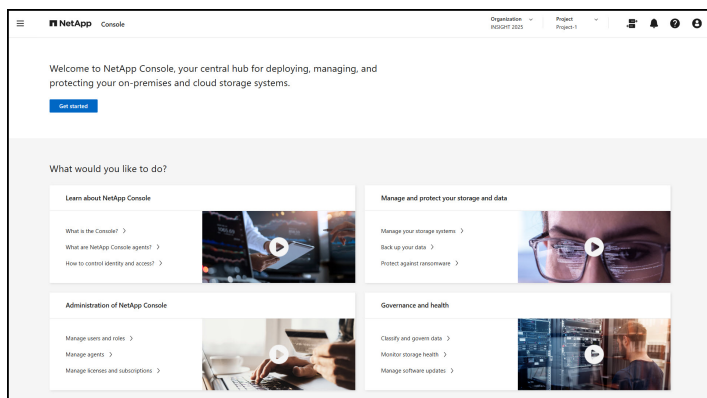 NetApp Console
Organization
INSIGHT 2025
Project
Project-1
Welcome to NetApp Console, your central hub for deploying, managing, and
protecting your on-premises and cloud storage systems.
Get started
What would you like to do?
Learn about NetApp Console
What is the Console?
What are NetApp Console agents?
How to control identity and access?
Manage and protect your storage and data
Manage your storage systems
Back up your data
Protect against ransomware
Administration of NetApp Console
Manage users and roles
Manage agents
Manage licenses and subscriptions
Governance and health
Classify and govern data
Monitor storage health
Manage software updates